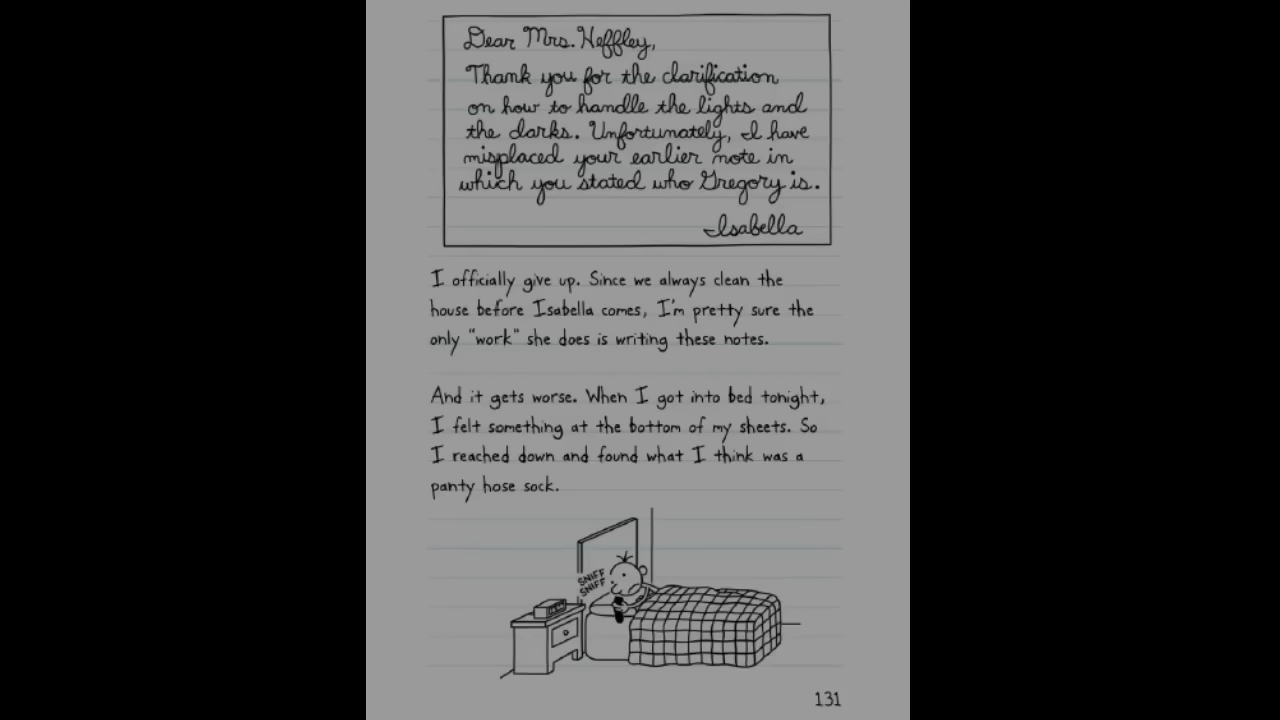 Dear Mrs. Heffley,
Thank you for the clarification
on how to handle the lights and
the darks. Unfortunately, I have
misplaced your earlier note in
which you stated who Gregory is.
-Isabella
I officially give up. Since we always clean the
house before Isabella comes, I'm pretty sure the
only "work" she does is writing these notes.
And it gets worse. When I got into bed tonight,
I felt something at the bottom of my sheets. So
I reached down and found what I think was a
panty hose sock.
SNIFF
SNIFF
131